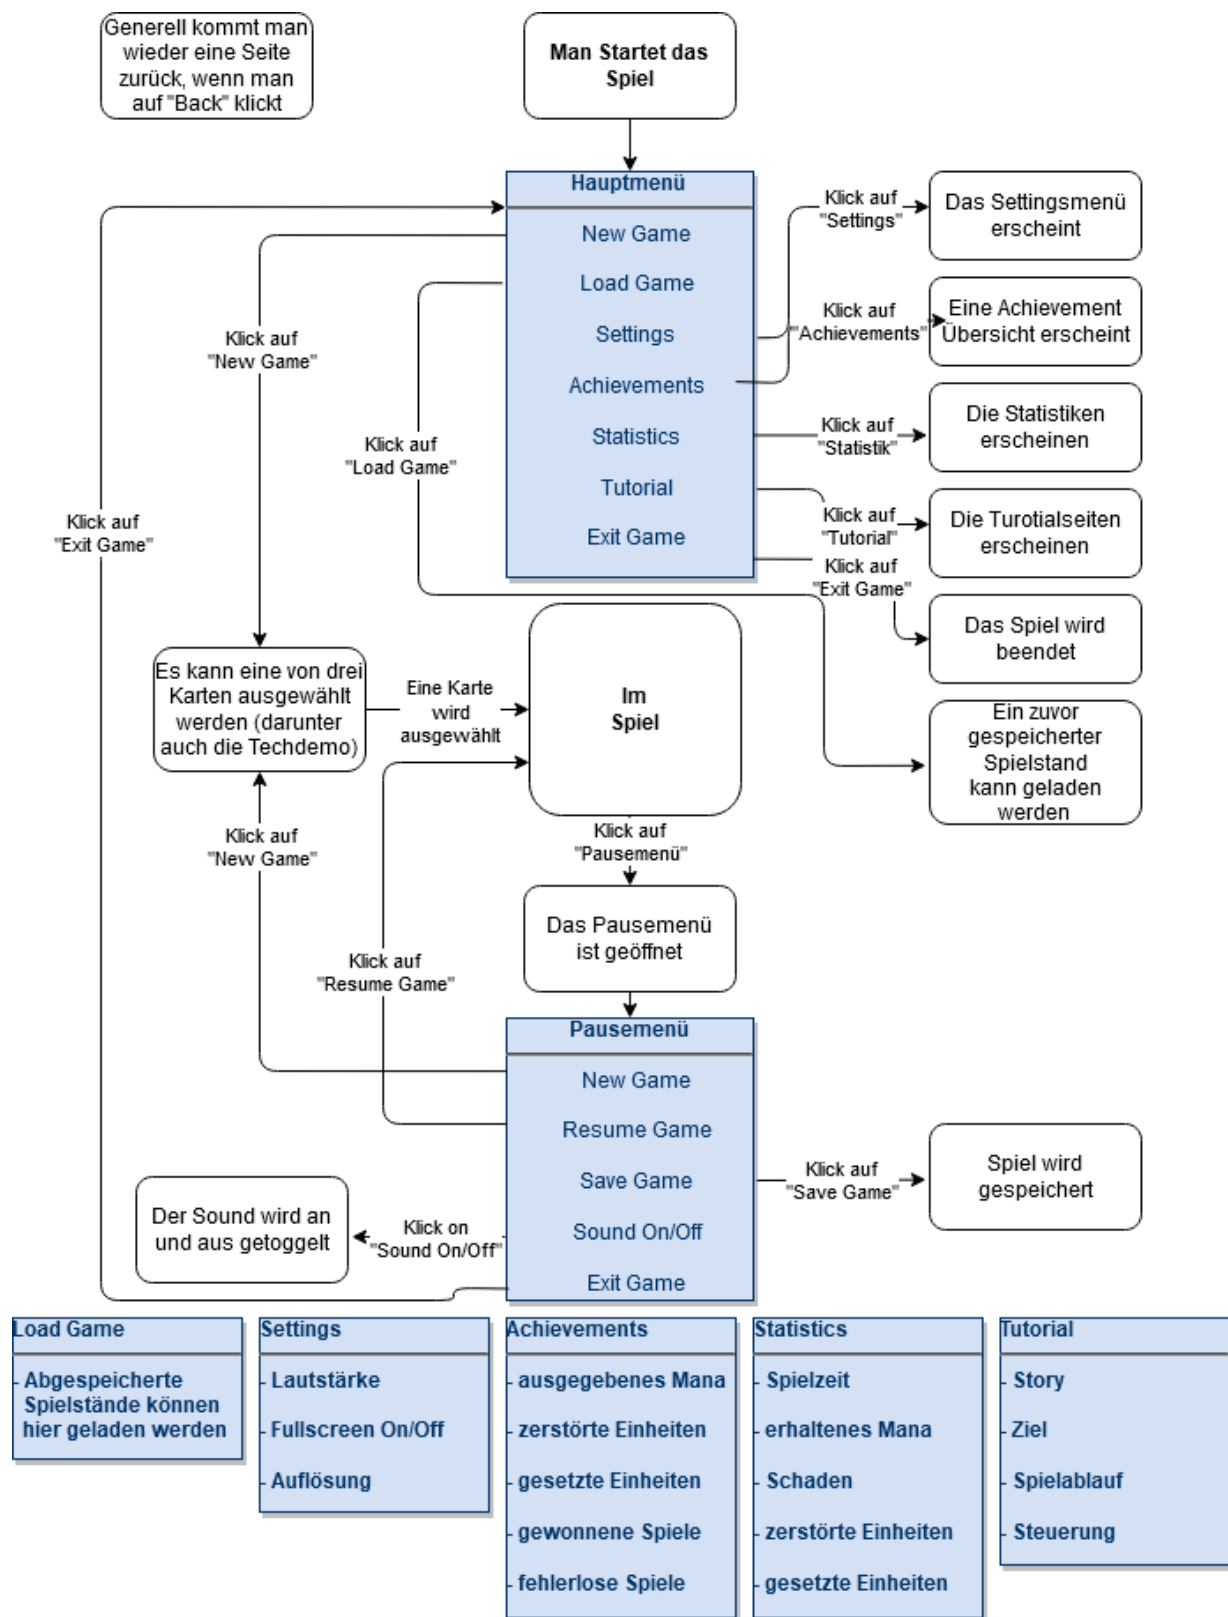 Generell kommt man
wieder eine Seite
zurück, wenn man
auf "Back" klickt
Man Startet das
Spiel
Hauptmenü
New Game
Load Game
Settings
Achievements
Statistics
Tutorial
Exit Game
Klick auf
"Settings"
Das Settingsmenü
erscheint
Klick auf
"Achievements"
Eine Achievement
Übersicht erscheint
Klick auf
"Statistik"
Die Statistiken
erscheinen
Klick auf
"Tutorial"
Die Turotialseiten
erscheinen
Klick auf
"Exit Game"
Das Spiel wird
beendet
Klick auf
"New Game"
Klick auf
"Load Game"
Klick auf
"Exit Game"
Es kann eine von drei
Karten ausgewählt
werden (darunter
auch die Techdemo)
Eine Karte
wird
ausgewählt
Im
Spiel
Ein zuvor
gespeicherter
Spielstand
kann geladen
werden
Klick auf
"New Game"
Klick auf
"Pausemenü"
Das Pausemenü
ist geöffnet
Klick auf
"Resume Game"
Pausemenü
New Game
Resume Game
Save Game
Sound On/Off
Exit Game
Klick auf
"Save Game"
Spiel wird
gespeichert
Klick on
"Sound On/Off"
Der Sound wird an
und aus getoggelt
Load Game
- Abgespeicherte
Spielstände können
hier geladen werden
Settings
- Lautstärke
- Fullscreen On/Off
- Auflösung
Achievements
- ausgegebenes Mana
- zerstörte Einheiten
- gesetzte Einheiten
- gewonnene Spiele
- fehlerlose Spiele
Statistics
- Spielzeit
- erhaltenes Mana
- Schaden
- zerstörte Einheiten
- gesetzte Einheiten
Tutorial
- Story
- Ziel
- Spielablauf
- Steuerung